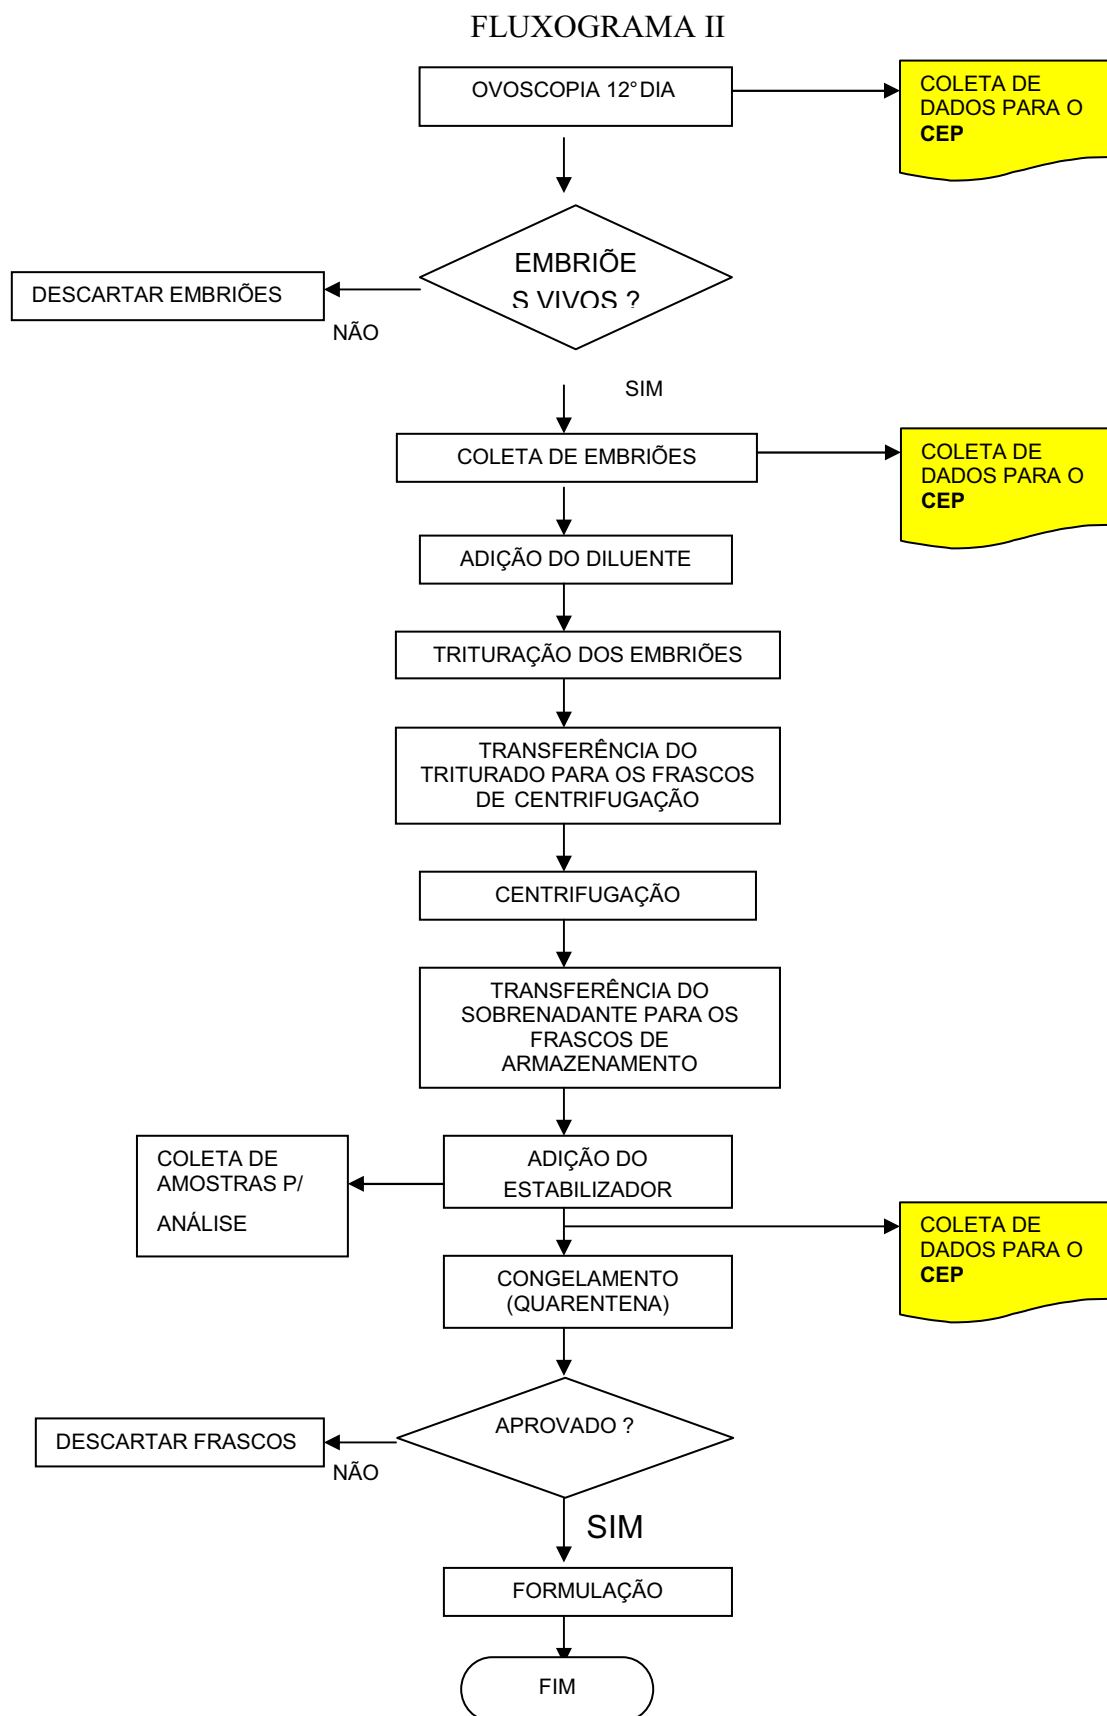 FLUXOGRAMA II
OVOSCOPIA 12° DIA
COLETA DE
DADOS PARA O
CEP
EMBRIÕE
S VIVOS ?
DESCARTAR EMBRIÕES
NÃO
SIM
COLETA DE EMBRIÕES
COLETA DE
DADOS PARA O
CEP
ADIÇÃO DO DILUENTE
TRITURAÇÃO DOS EMBRIÕES
TRANSFERÊNCIA DO
TRITURADO PARA OS FRASCOS
DE CENTRIFUGAÇÃO
CENTRIFUGAÇÃO
TRANSFERÊNCIA DO
SOBRENADANTE PARA OS
FRASCOS DE
ARMAZENAMENTO
ADIÇÃO DO
ESTABILIZADOR
COLETA DE
AMOSTRAS P/
ANÁLISE
COLETA DE
DADOS PARA O
CEP
CONGELAMENTO
(QUARENTENA)
APROVADO ?
DESCARTAR FRASCOS
NÃO
SIM
FORMULAÇÃO
FIM